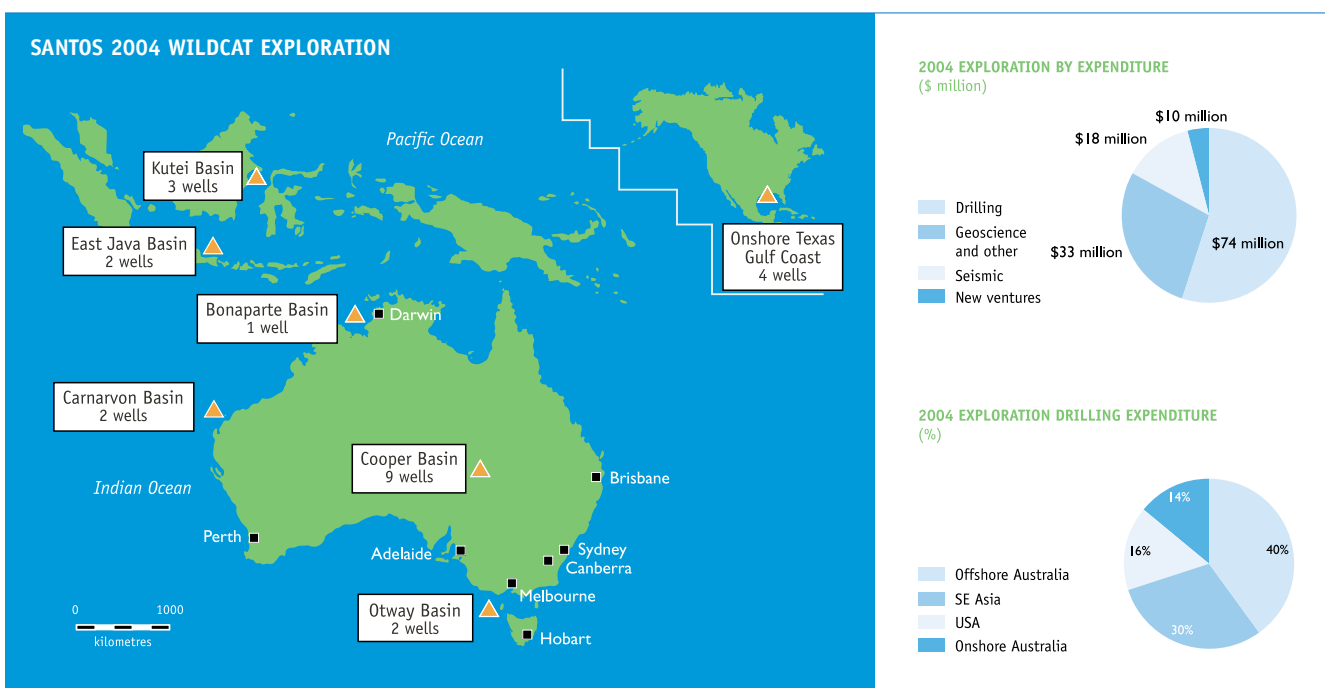 SANTOS 2004 WILDCAT EXPLORATION
Pacific Ocean
Kutei Basin
3 wells
East Java Basin
2 wells
Onshore Texas
Gulf Coast
4 wells
Bonaparte Basin
1 well
Darwin
Carnarvon Basin
2 wells
Cooper Basin
9 wells
Brisbane
Indian Ocean
Perth
Adelaide
Sydney
Canberra
Melbourne
Otway Basin
2 wells
Hobart
0 1000
kilometres
2004 EXPLORATION BY EXPENDITURE
($ million)
$10 million
$18 million
$33 million
$74 million
Drilling
Geoscience
and other
Seismic
New ventures
2004 EXPLORATION DRILLING EXPENDITURE
(%)
14%
16%
40%
30%
Offshore Australia
SE Asia
USA
Onshore Australia